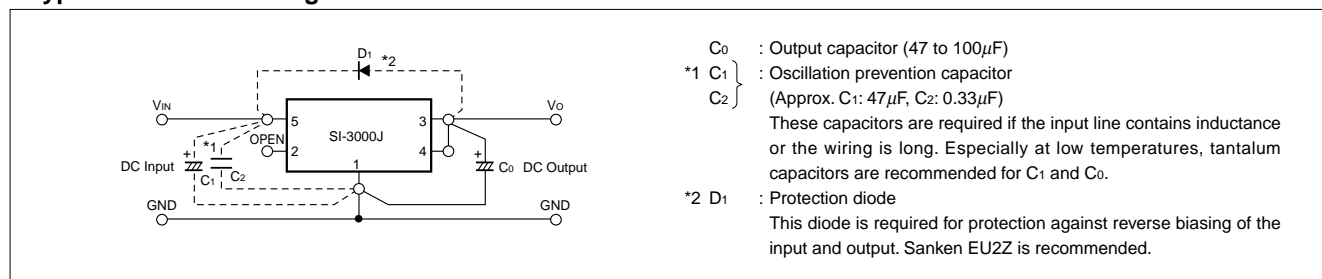 D1 *2
VIN
VO
5
3
SI-3000J
OPEN
2
4
*1
1
DC Input
+
C1
C2
+
C0 DC Output
GND
GND
C0 : Output capacitor (47 to 100μF)
*1 C1 : Oscillation prevention capacitor
C2 (Approx. C1: 47μF, C2: 0.33μF)
These capacitors are required if the input line contains inductance
or the wiring is long. Especially at low temperatures, tantalum
capacitors are recommended for C1 and C0.
*2 D1 : Protection diode
This diode is required for protection against reverse biasing of the
input and output. Sanken EU2Z is recommended.